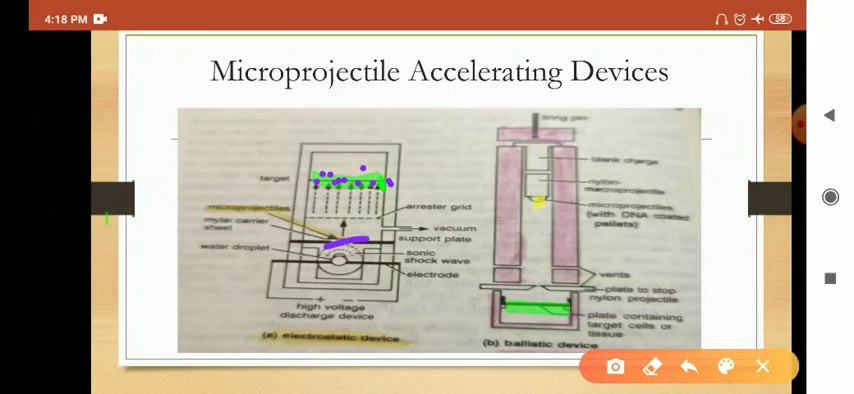 4:18 PM
58
Microprojectile Accelerating Devices
firing pin
blank charge
nylon-
macroprojectile
microprojectiles
(with DNA coated
pellets)
vents
plate to stop
nylon projectile
plate containing
target cells or
tissue
(b) ballistic device
target
arrester grid
microprojectiles
mylar carrier
sheet
vacuum
support plate
water droplet
sonic
shock wave
electrode
+ −
high voltage
discharge device
(a) electrostatic device